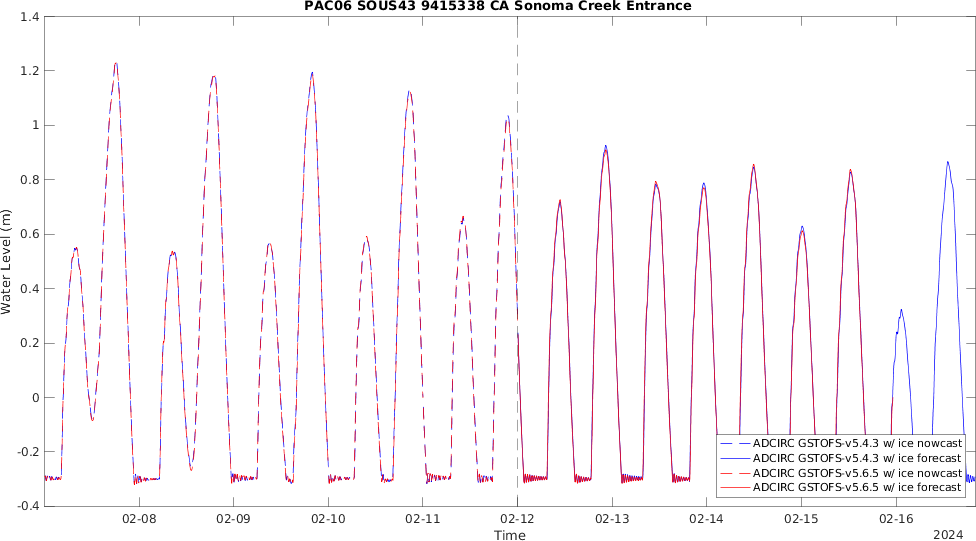 PAC06 SOUS43 9415338 CA Sonoma Creek Entrance
1.4
1.2
1
0.8
0.6
0.4
0.2
0
-0.2
-0.4
Water Level (m)
ADCIRC GSTOFS-v5.4.3 w/ ice nowcast
ADCIRC GSTOFS-v5.4.3 w/ ice forecast
ADCIRC GSTOFS-v5.6.5 w/ ice nowcast
ADCIRC GSTOFS-v5.6.5 w/ ice forecast
02-08 02-09 02-10 02-11 02-12 02-13 02-14 02-15 02-16
Time
2024